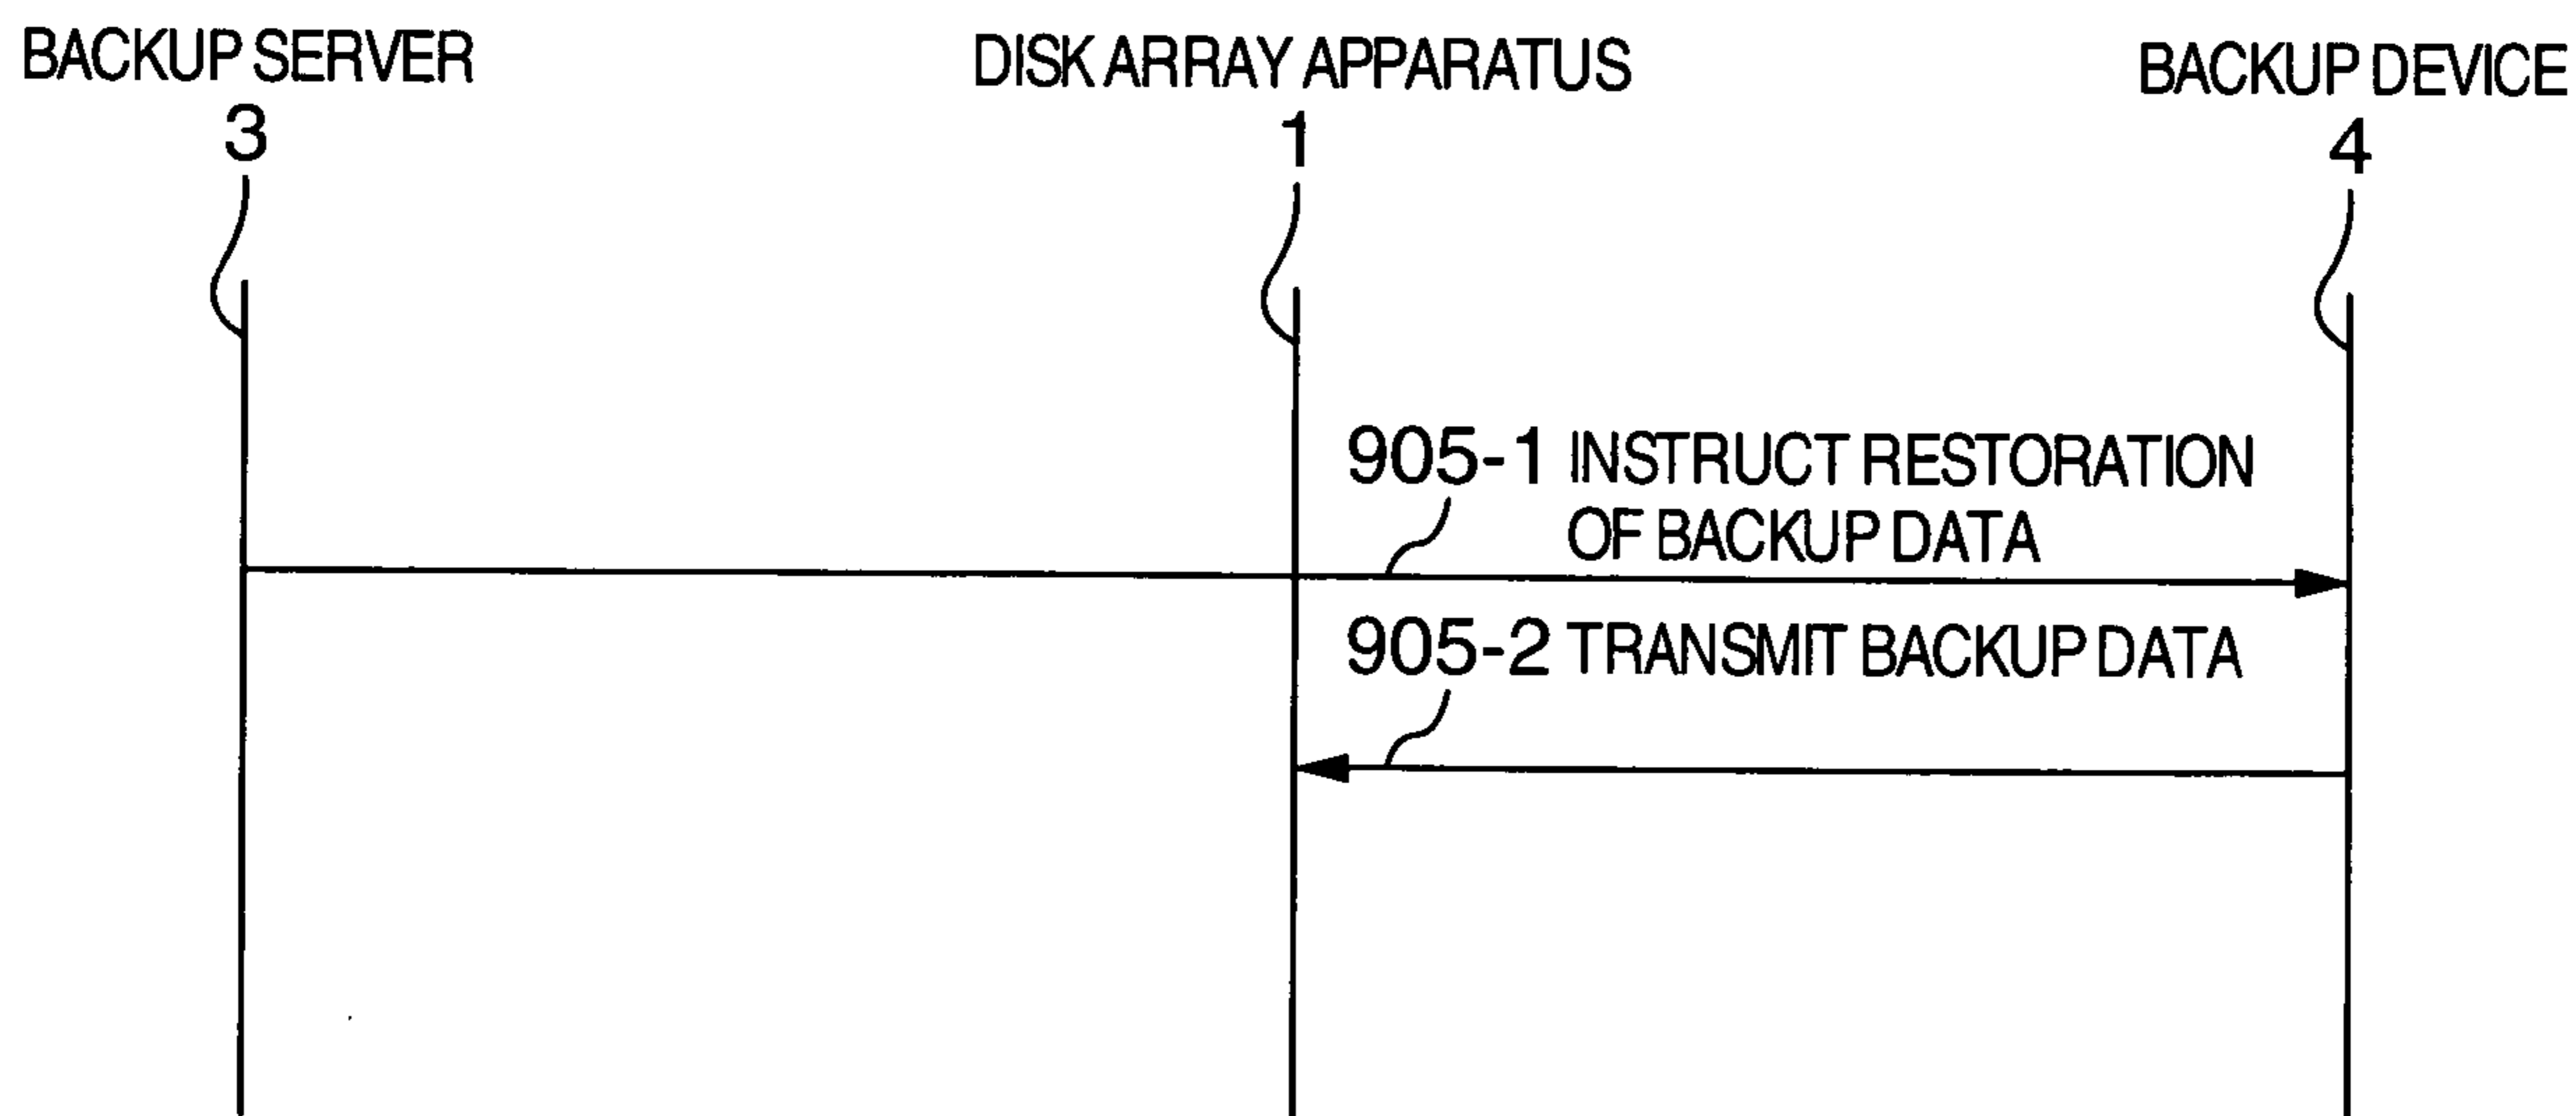 BACKUP SERVER
3
DISK ARRAY APPARATUS
1
BACKUP DEVICE
4
905-1 INSTRUCT RESTORATION
OF BACKUP DATA
905-2 TRANSMIT BACKUP DATA